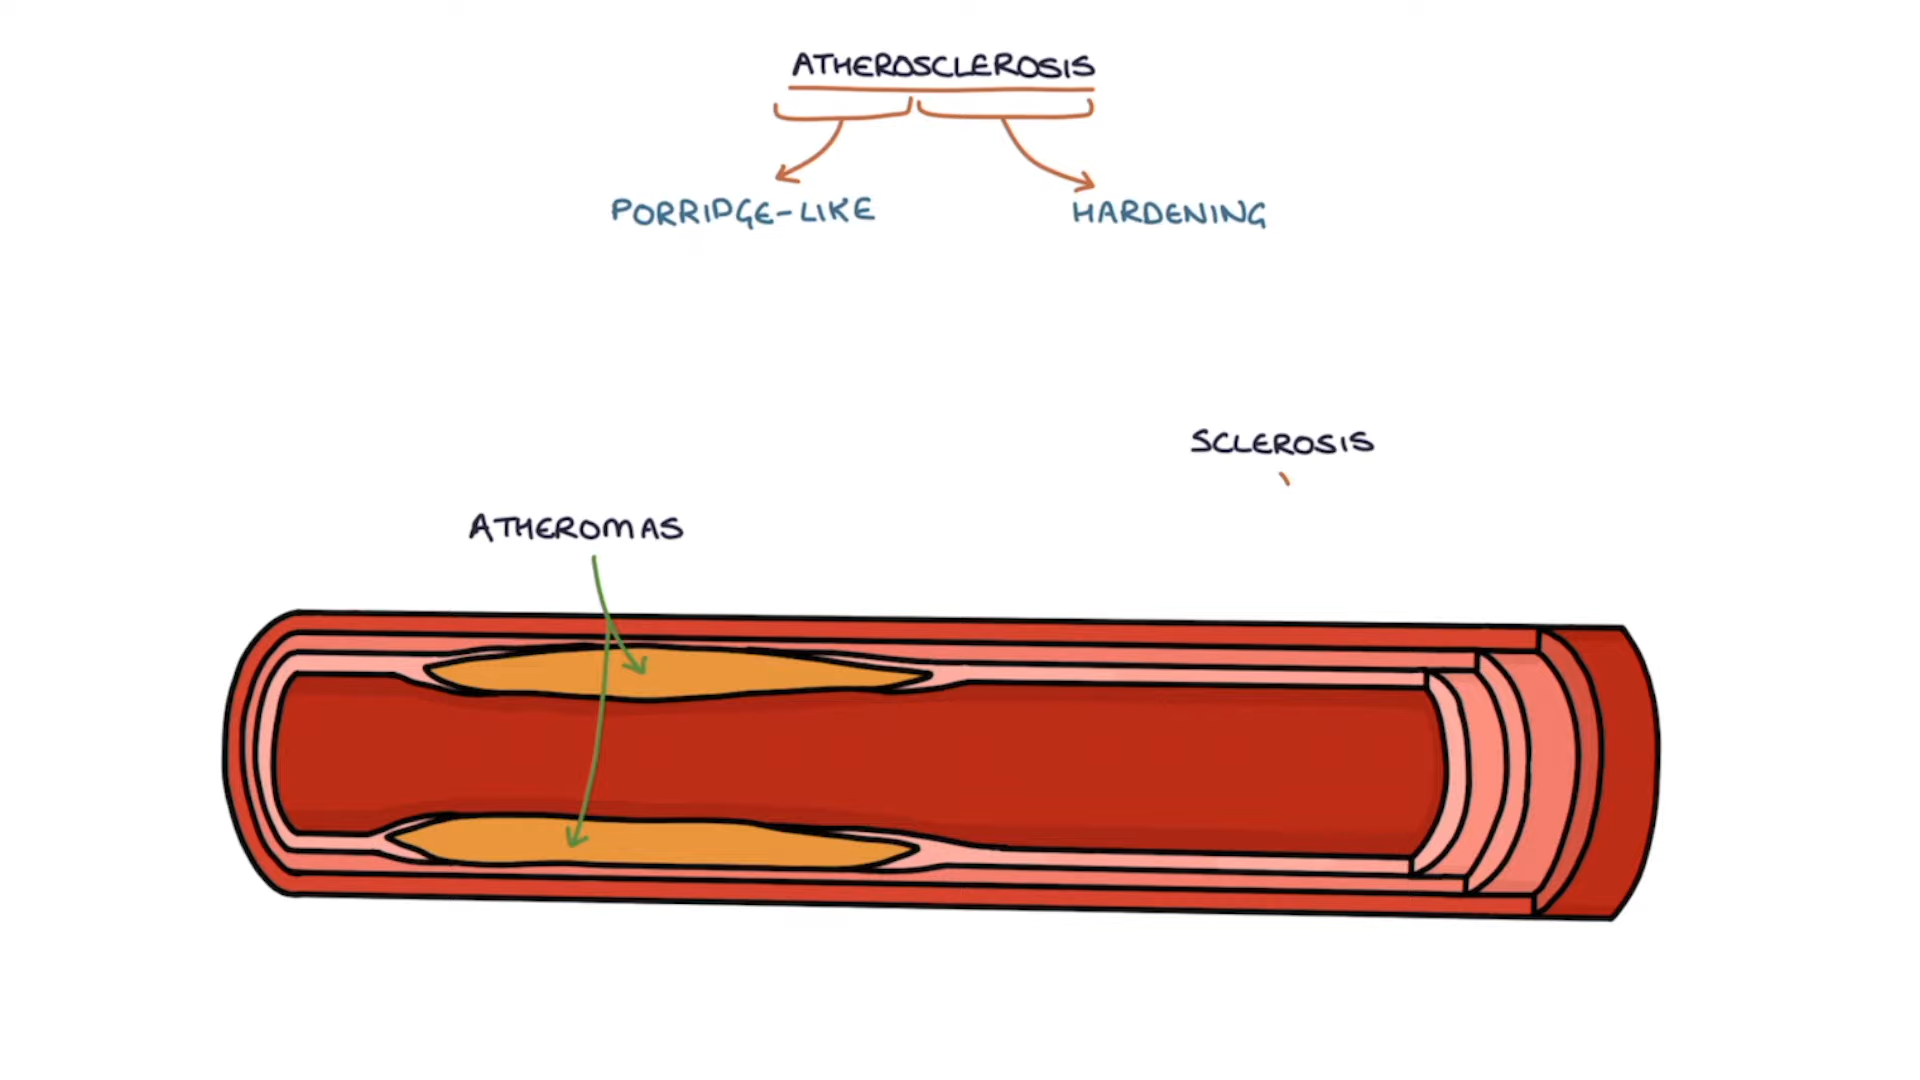 ATHEROSCLEROSIS
PORRIDGE-LIKE
HARDENING
SCLEROSIS
ATHEROMAS